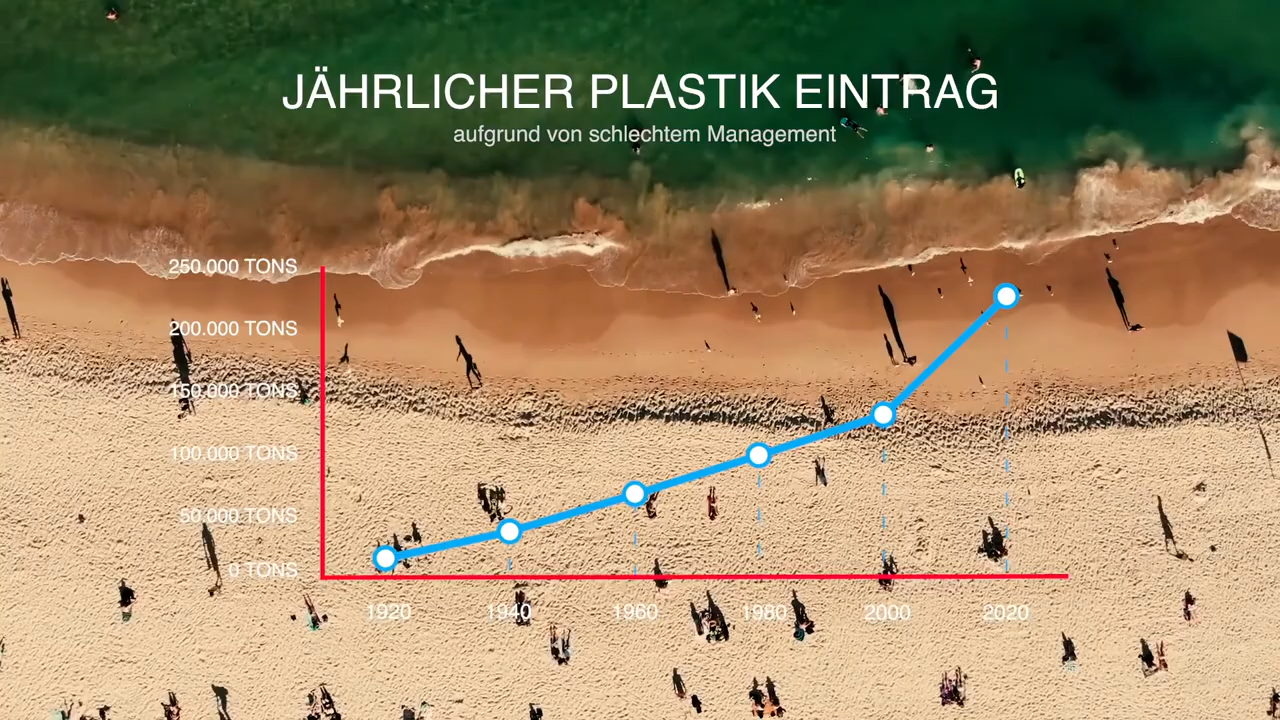 JÄHRLICHER PLASTIK EINTRAG
aufgrund von schlechtem Management
250.000 TONS
200.000 TONS
150.000 TONS
100.000 TONS
50.000 TONS
0 TONS
1920 1940 1960 1980 2000 2020